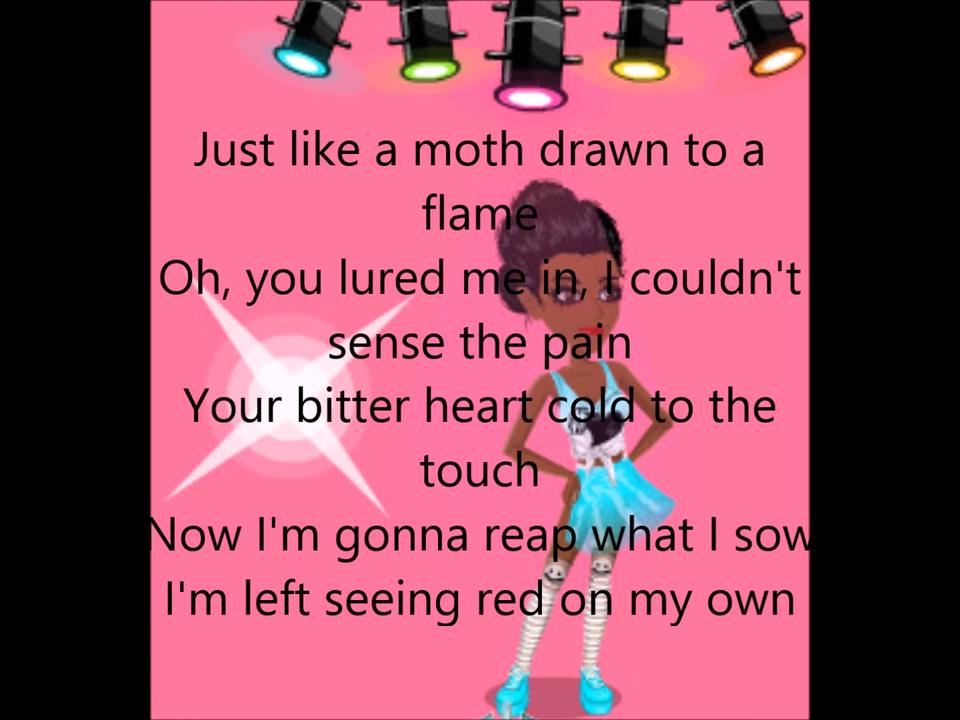 Just like a moth drawn to a
flame
Oh, you lured me in, I couldn't
sense the pain
Your bitter heart cold to the
touch
Now I'm gonna reap what I sow
I'm left seeing red on my own